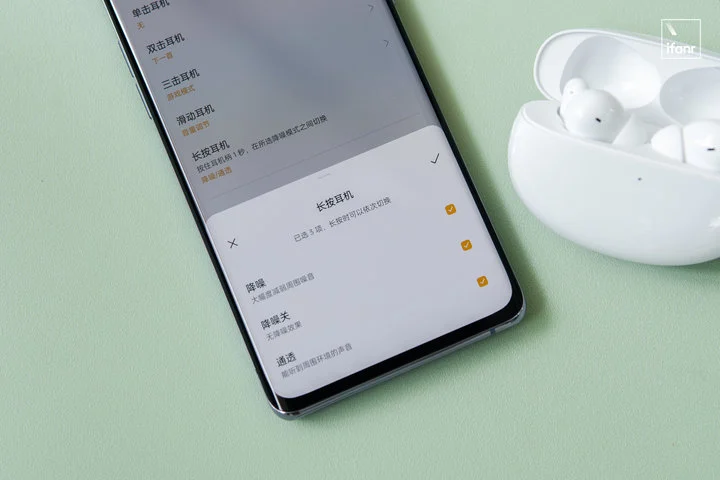 单击耳机
无
双击耳机
下一首
三击耳机
游戏模式
滑动耳机
音量调节
长按耳机
按住耳机柄 1 秒，在所选降噪模式之间切换
降噪/通透
长按耳机
已选 3 项，长按时可以依次切换
降噪
大幅度减弱周围噪音
降噪关
无降噪效果
通透
能听到周围环境的声音
ifanr